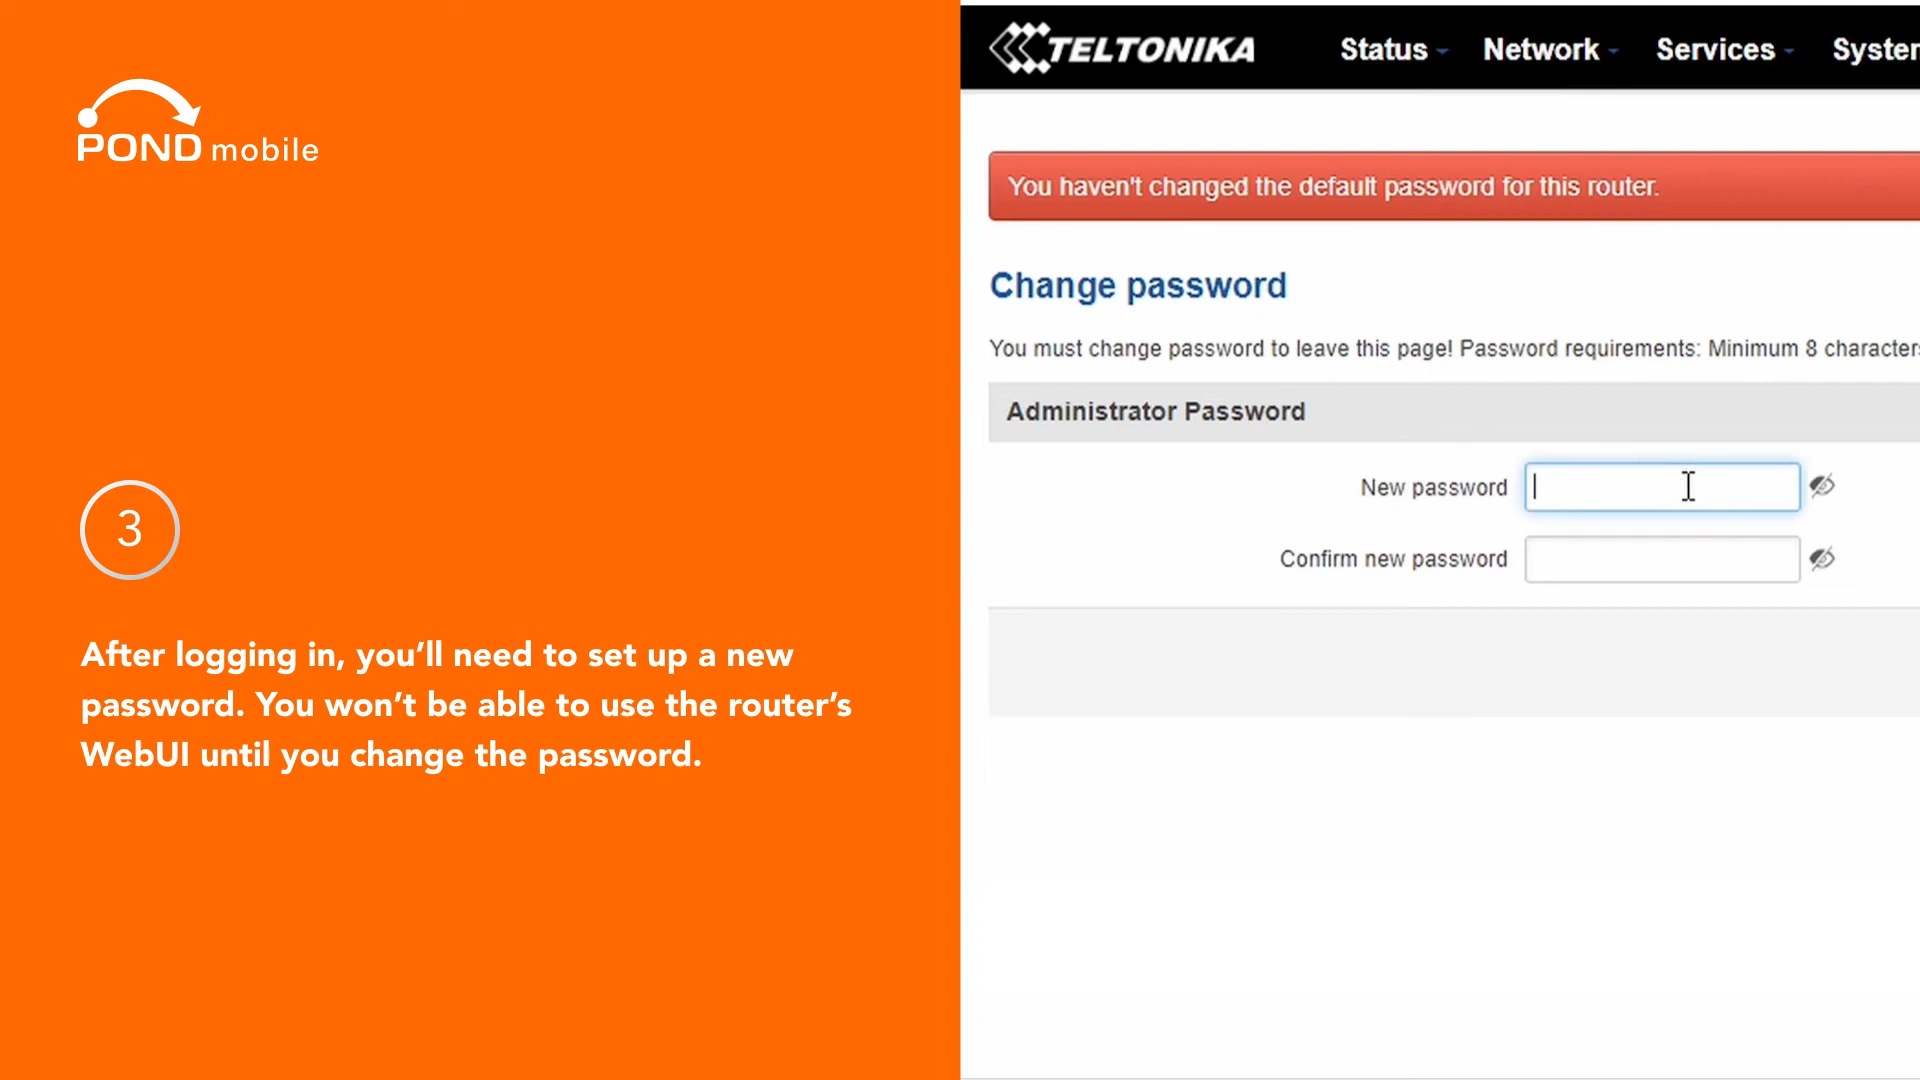 POND mobile
3
After logging in, you’ll need to set up a new
password. You won’t be able to use the router’s
WebUI until you change the password.
TELTONIKA
Status
Network
Services
You haven't changed the default password for this router.
Change password
You must change password to leave this page! Password requirements: Minimum 8 characters
Administrator Password
New password
Confirm new password